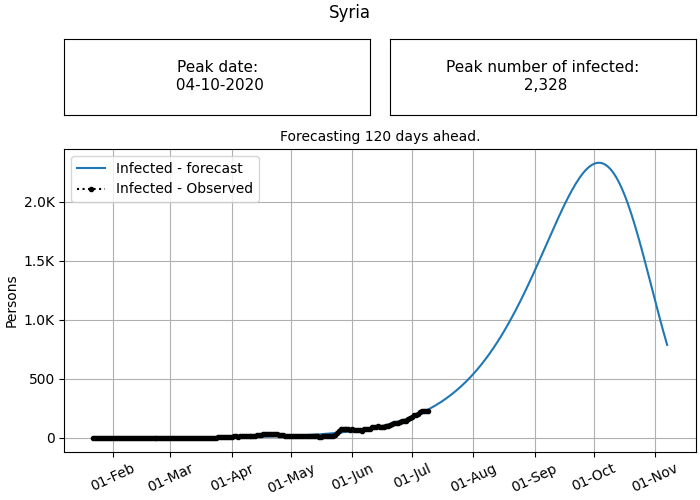 Syria
Peak date:
04-10-2020
Peak number of infected:
2,328
Forecasting 120 days ahead.
Infected - forecast
Infected - Observed
2.0K
1.5K
1.0K
500
0
Persons
01-Feb
01-Mar
01-Apr
01-May
01-Jun
01-Jul
01-Aug
01-Sep
01-Oct
01-Nov